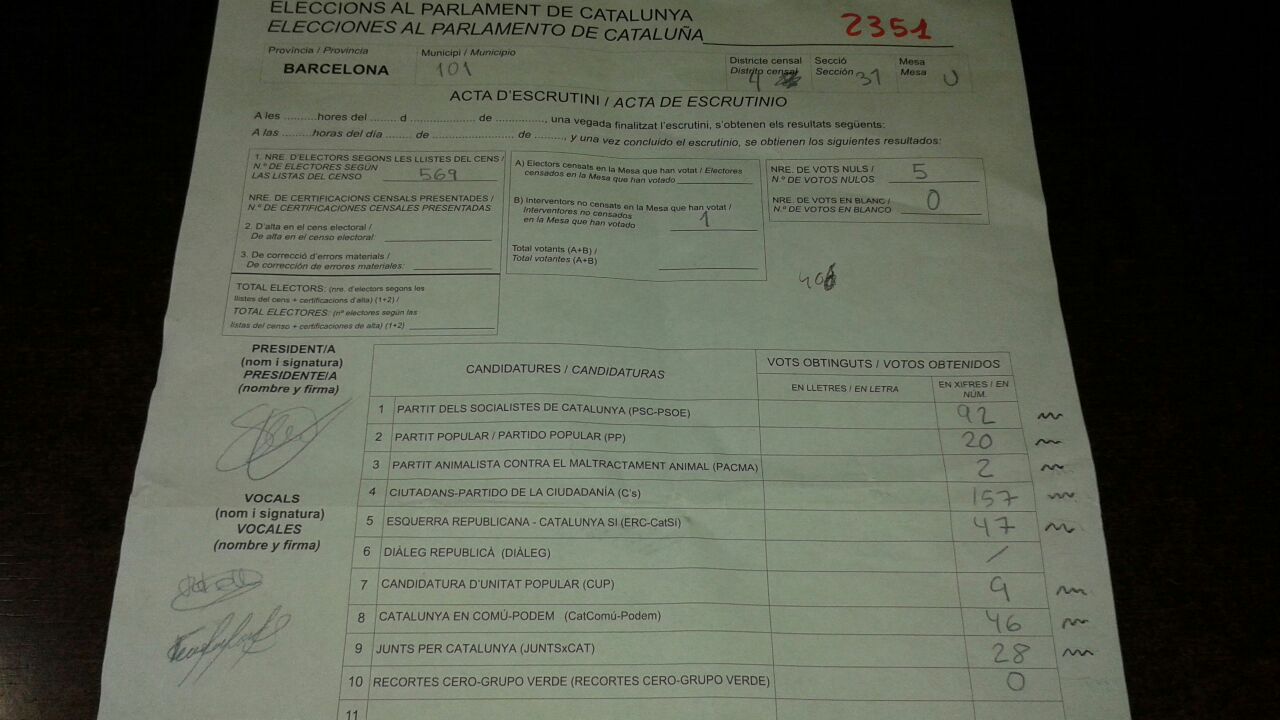 ELECCIONS AL PARLAMENT DE CATALUNYA
ELECCIONES AL PARLAMENTO DE CATALUÑA
2351
Província / Provincia
BARCELONA
Municipi / Municipio
101
Districte censal
Distrito censal
4
Secció
Sección
31
Mesa
Mesa
U
ACTA D'ESCRUTINI / ACTA DE ESCRUTINIO
A les ..........hores del ...... d .................... de ............, una vegada finalitzat l'escrutini, s'obtenen els resultats següents:
A las .........horas del día ..... de ...................... de ........., y una vez concluido el escrutinio, se obtienen los siguientes resultados:
1. NRE. D'ELECTORS SEGONS LES LLISTES DEL CENS /
N.º DE ELECTORES SEGÚN
LAS LISTAS DEL CENSO
569
NRE. DE CERTIFICACIONS CENSALS PRESENTADES /
N.º DE CERTIFICACIONES CENSALES PRESENTADAS
2. D'alta en el cens electoral /
De alta en el censo electoral:
3. De correcció d'errors materials /
De corrección de errores materiales:
TOTAL ELECTORS: (nre. d'electors segons les
llistes del cens + certificacions d'alta) (1+2) /
TOTAL ELECTORES: (nº electores según las
listas del censo + certificaciones de alta) (1+2)
A) Electors censats en la Mesa que han votat / Electores
censados en la Mesa que han votado
B) Interventors no censats en la Mesa que han votat /
Interventores no censados
en la Mesa que han votado
1
Total votants (A+B) /
Total votantes (A+B)
NRE. DE VOTS NULS /
N.º DE VOTOS NULOS
5
NRE. DE VOTS EN BLANC /
N.º DE VOTOS EN BLANCO
0
PRESIDENT/A
(nom i signatura)
PRESIDENTE/A
(nombre y firma)
VOCALS
(nom i signatura)
VOCALES
(nombre y firma)
CANDIDATURES / CANDIDATURAS
VOTS OBTINGUTS / VOTOS OBTENIDOS
EN LLETRES / EN LETRA
EN XIFRES / EN
NÚM.
1 PARTIT DELS SOCIALISTES DE CATALUNYA (PSC-PSOE) 92
2 PARTIT POPULAR / PARTIDO POPULAR (PP) 20
3 PARTIT ANIMALISTA CONTRA EL MALTRACTAMENT ANIMAL (PACMA) 2
4 CIUTADANS-PARTIDO DE LA CIUDADANÍA (C's) 157
5 ESQUERRA REPUBLICANA - CATALUNYA SI (ERC-CatSí) 47
6 DIÀLEG REPUBLICÀ (DIÀLEG) /
7 CANDIDATURA D'UNITAT POPULAR (CUP) 9
8 CATALUNYA EN COMÚ-PODEM (CatComú-Podem) 46
9 JUNTS PER CATALUNYA (JUNTSxCAT) 28
10 RECORTES CERO-GRUPO VERDE (RECORTES CERO-GRUPO VERDE) 0
11